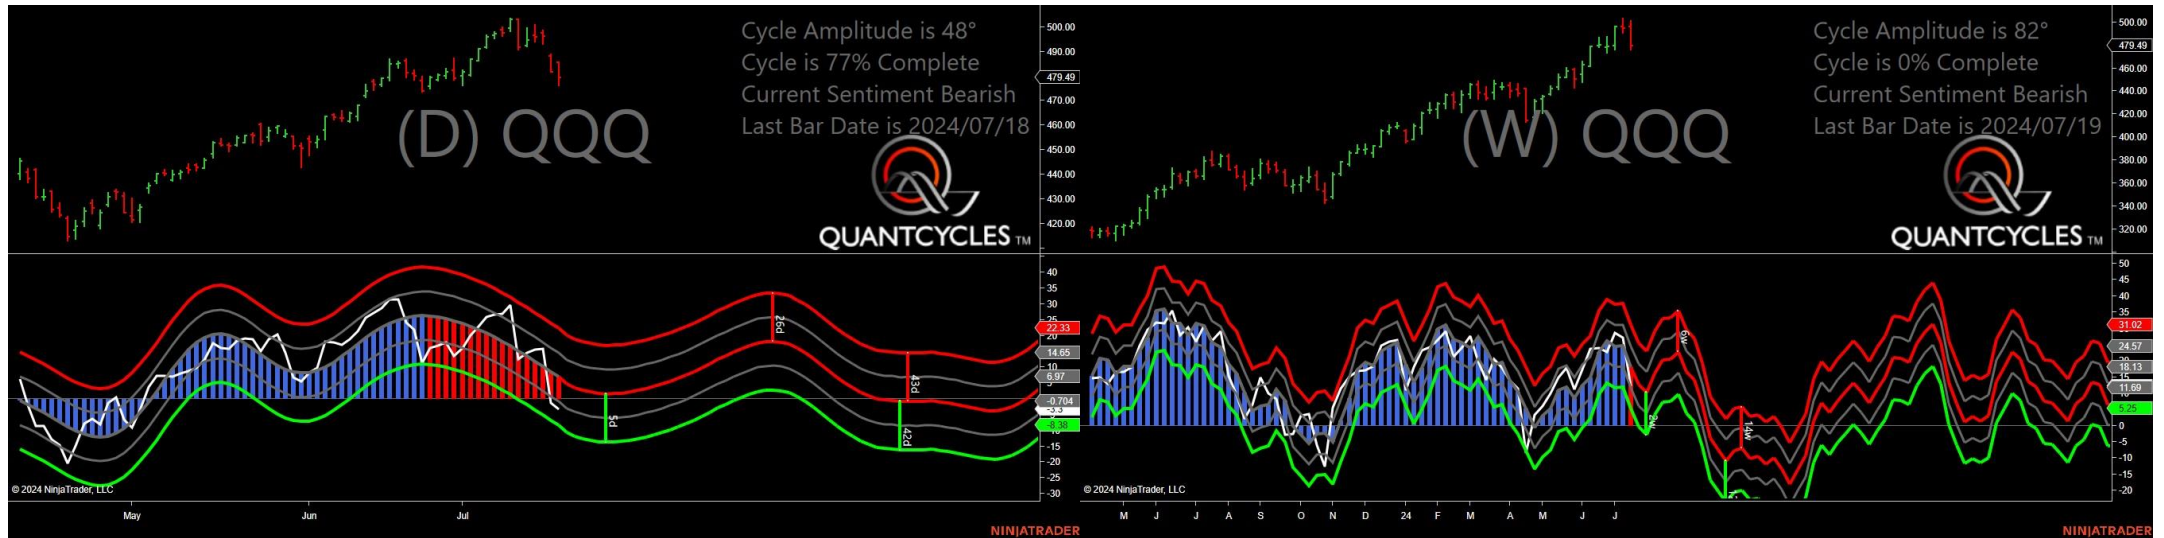 Cycle Amplitude is 48°
Cycle is 77% Complete
Current Sentiment Bearish
Last Bar Date is 2024/07/18
(D) QQQ
QUANTCYCLES TM
500.00
490.00
479.49
470.00
460.00
450.00
440.00
430.00
420.00
40
35
30
25
22.33
20
14.65
10
6.97
-0.704
-3.3
-8.38
-15
-20
-25
-30
26d
5d
43d
42d
© 2024 NinjaTrader, LLC
May Jun Jul
NINJATRADER
Cycle Amplitude is 82°
Cycle is 0% Complete
Current Sentiment Bearish
Last Bar Date is 2024/07/19
(W) QQQ
QUANTCYCLES TM
500.00
479.49
460.00
440.00
420.00
400.00
380.00
360.00
340.00
320.00
50
45
40
35
31.02
24.57
18.13
15
11.69
5.25
0
-5
-10
-15
-20
6w
2w
14w
© 2024 NinjaTrader, LLC
M J J A S O N D 24 F M A M J J
NINJATRADER